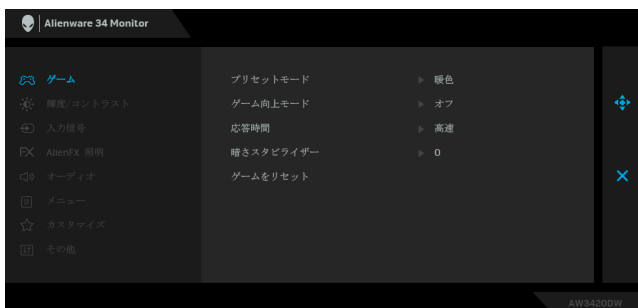 Alienware 34 Monitor
ゲーム
輝度/コントラスト
入力信号
AlienFX 照明
オーディオ
メニュー
カスタマイズ
その他
プリセットモード 暖色
ゲーム向上モード オフ
応答時間 高速
暗さスタビライザー 0
ゲームをリセット
AW3420DW